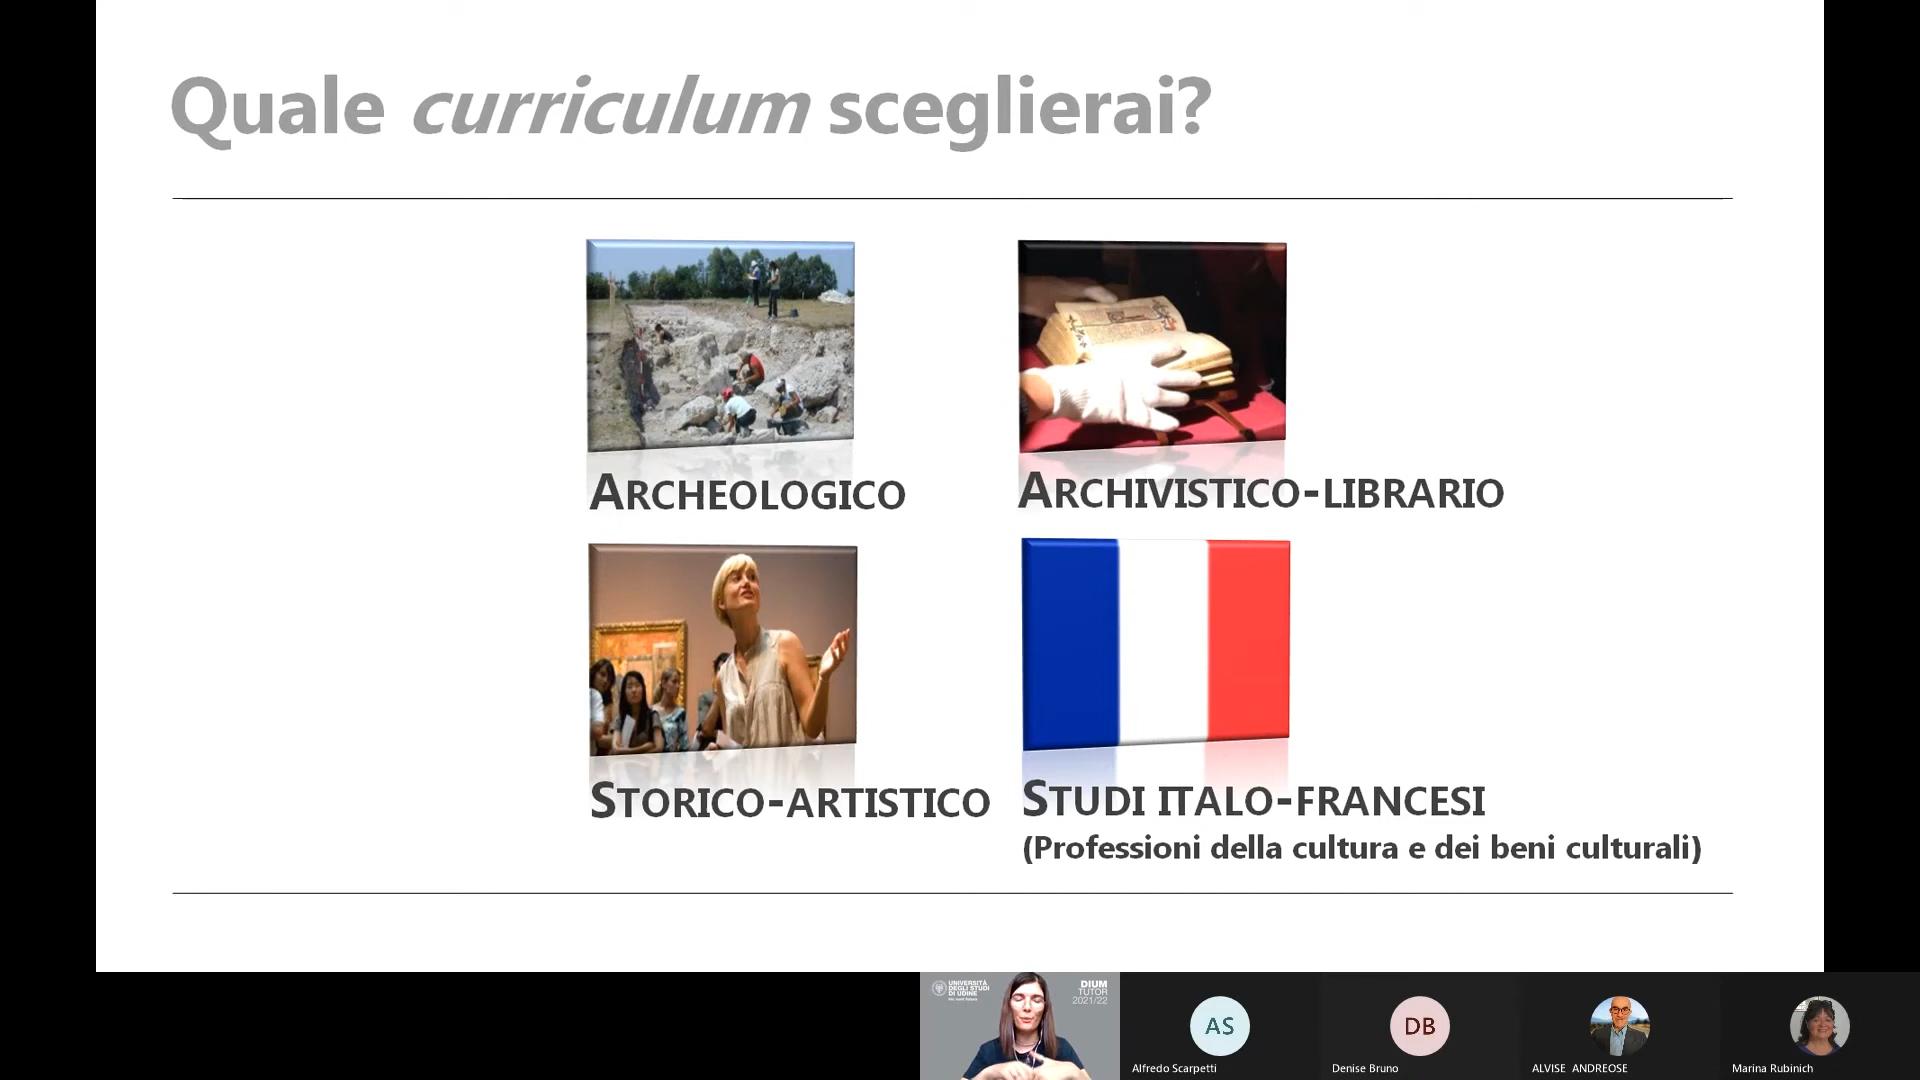 Quale curriculum sceglierai?
ARCHEOLOGICO
ARCHIVISTICO-LIBRARIO
STORICO-ARTISTICO
STUDI ITALO-FRANCESI
(Professioni della cultura e dei beni culturali)
UNIVERSITÀ
DEGLI STUDI
DI UDINE
DIUM
TUTOR
2021/22
AS
DB
Alfredo Scarpetti
Denise Bruno
ALVISE ANDREOSE
Marina Rubinich